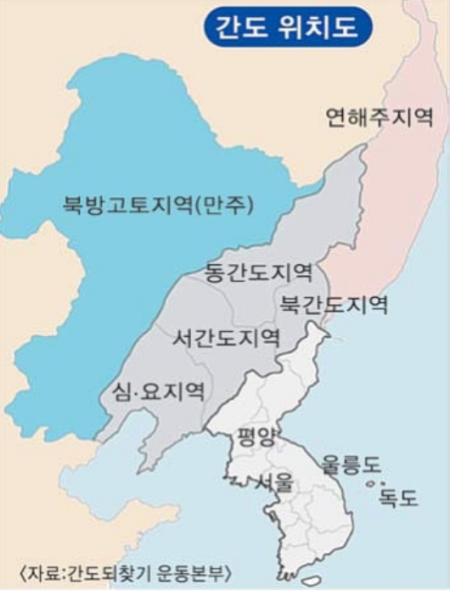 간도 위치도
연해주지역
북방고토지역(만주)
동간도지역
북간도지역
서간도지역
심·요지역
평양
서울
울릉도
독도
<자료:간도되찾기 운동본부>